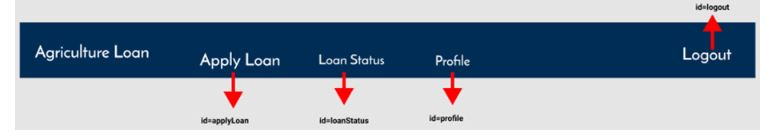 id=logout
Agriculture Loan
Apply Loan
Loan Status
Profile
Logout
id=applyLoan
id=loanStatus
id=profile